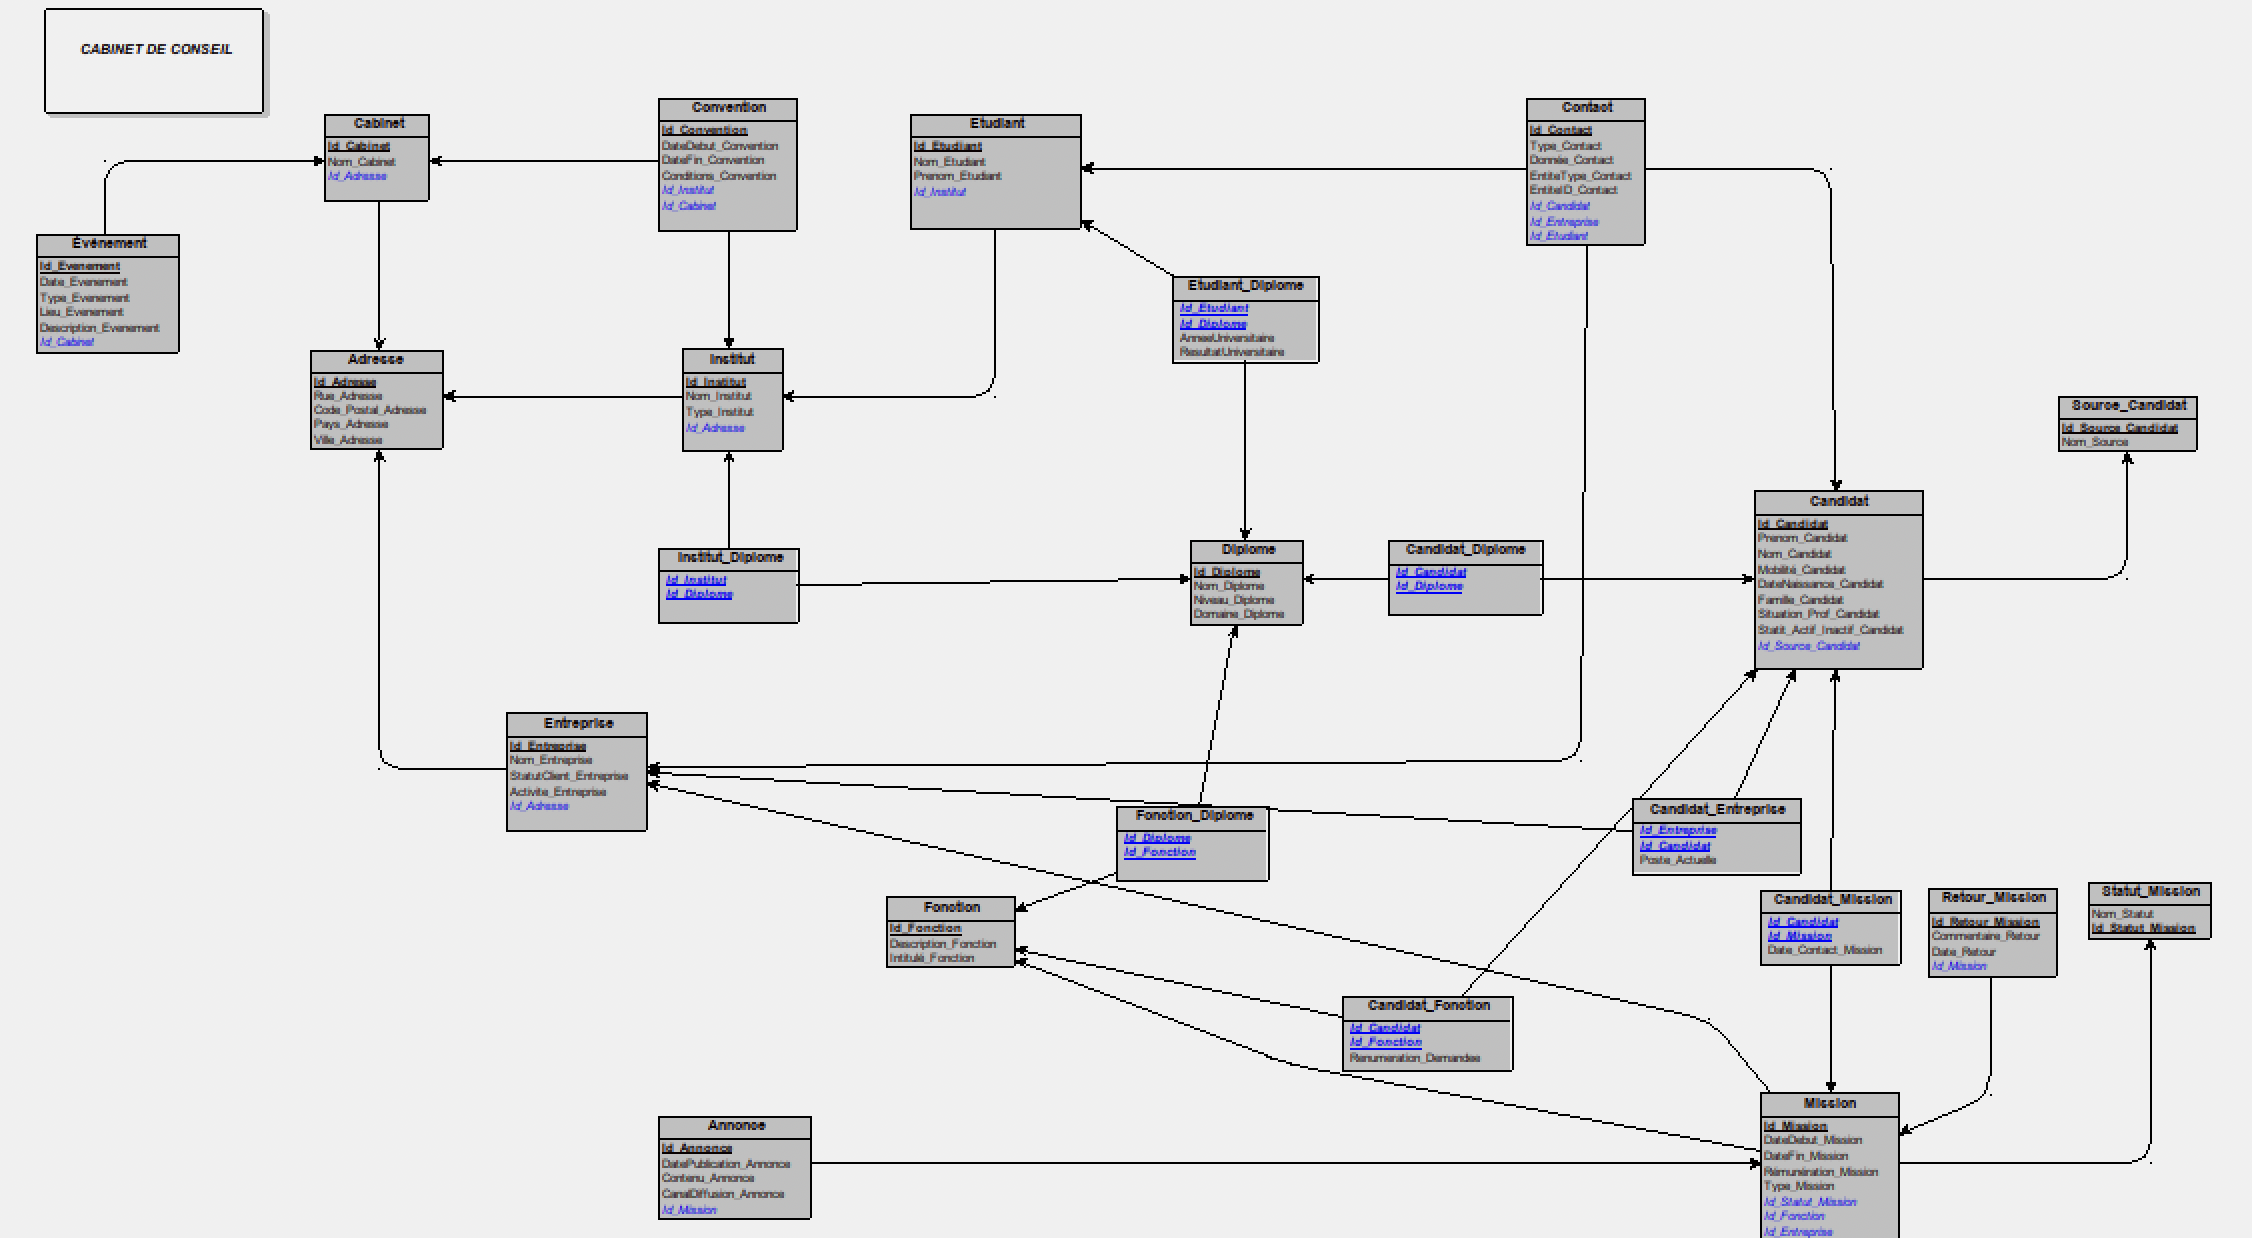 CABINET DE CONSEIL
Cabinet
Id_Cabinet
Nom_Cabinet
Id_Adresse
Convention
Id_Convention
DateDebut_Convention
DateFin_Convention
Conditions_Convention
Id_Institut
Id_Cabinet
Etudiant
Id_Etudiant
Nom_Etudiant
Prenom_Etudiant
Id_Institut
Contact
Id_Contact
Type_Contact
Donnée_Contact
EntiteType_Contact
EntiteID_Contact
Id_Candidat
Id_Entreprise
Id_Etudiant
Événement
Id_Evenement
Date_Evenement
Type_Evenement
Lieu_Evenement
Description_Evenement
Id_Cabinet
Etudiant_Diplome
Id_Etudiant
Id_Diplome
AnneeUniversitaire
ResultatUniversitaire
Adresse
Id_Adresse
Rue_Adresse
Code_Postal_Adresse
Pays_Adresse
Ville_Adresse
Institut
Id_Institut
Nom_Institut
Type_Institut
Id_Adresse
Source_Candidat
Id_Source_Candidat
Nom_Source
Candidat
Id_Candidat
Prenom_Candidat
Nom_Candidat
Mobilité_Candidat
DateNaissance_Candidat
Famille_Candidat
Situation_Prof_Candidat
Statit_Actif_Inactif_Candidat
Id_Source_Candidat
Institut_Diplome
Id_Institut
Id_Diplome
Diplome
Id_Diplome
Nom_Diplome
Niveau_Diplome
Domaine_Diplome
Candidat_Diplome
Id_Candidat
Id_Diplome
Entreprise
Id_Entreprise
Nom_Entreprise
StatutClient_Entreprise
Activite_Entreprise
Id_Adresse
Fonction_Diplome
Id_Diplome
Id_Fonction
Candidat_Entreprise
Id_Entreprise
Id_Candidat
Poste_Actuelle
Fonction
Id_Fonction
Description_Fonction
Intitulé_Fonction
Candidat_Mission
Id_Candidat
Id_Mission
Date_Contact_Mission
Retour_Mission
Id_Retour_Mission
Commentaire_Retour
Date_Retour
Id_Mission
Statut_Mission
Nom_Statut
Id_Statut_Mission
Candidat_Fonction
Id_Candidat
Id_Fonction
Renumeration_Demandee
Annonce
Id_Annonce
DatePublication_Annonce
Contenu_Annonce
CanalDiffusion_Annonce
Id_Mission
Mission
Id_Mission
DateDebut_Mission
DateFin_Mission
Rémunération_Mission
Type_Mission
Id_Statut_Mission
Id_Fonction
Id_Entreprise